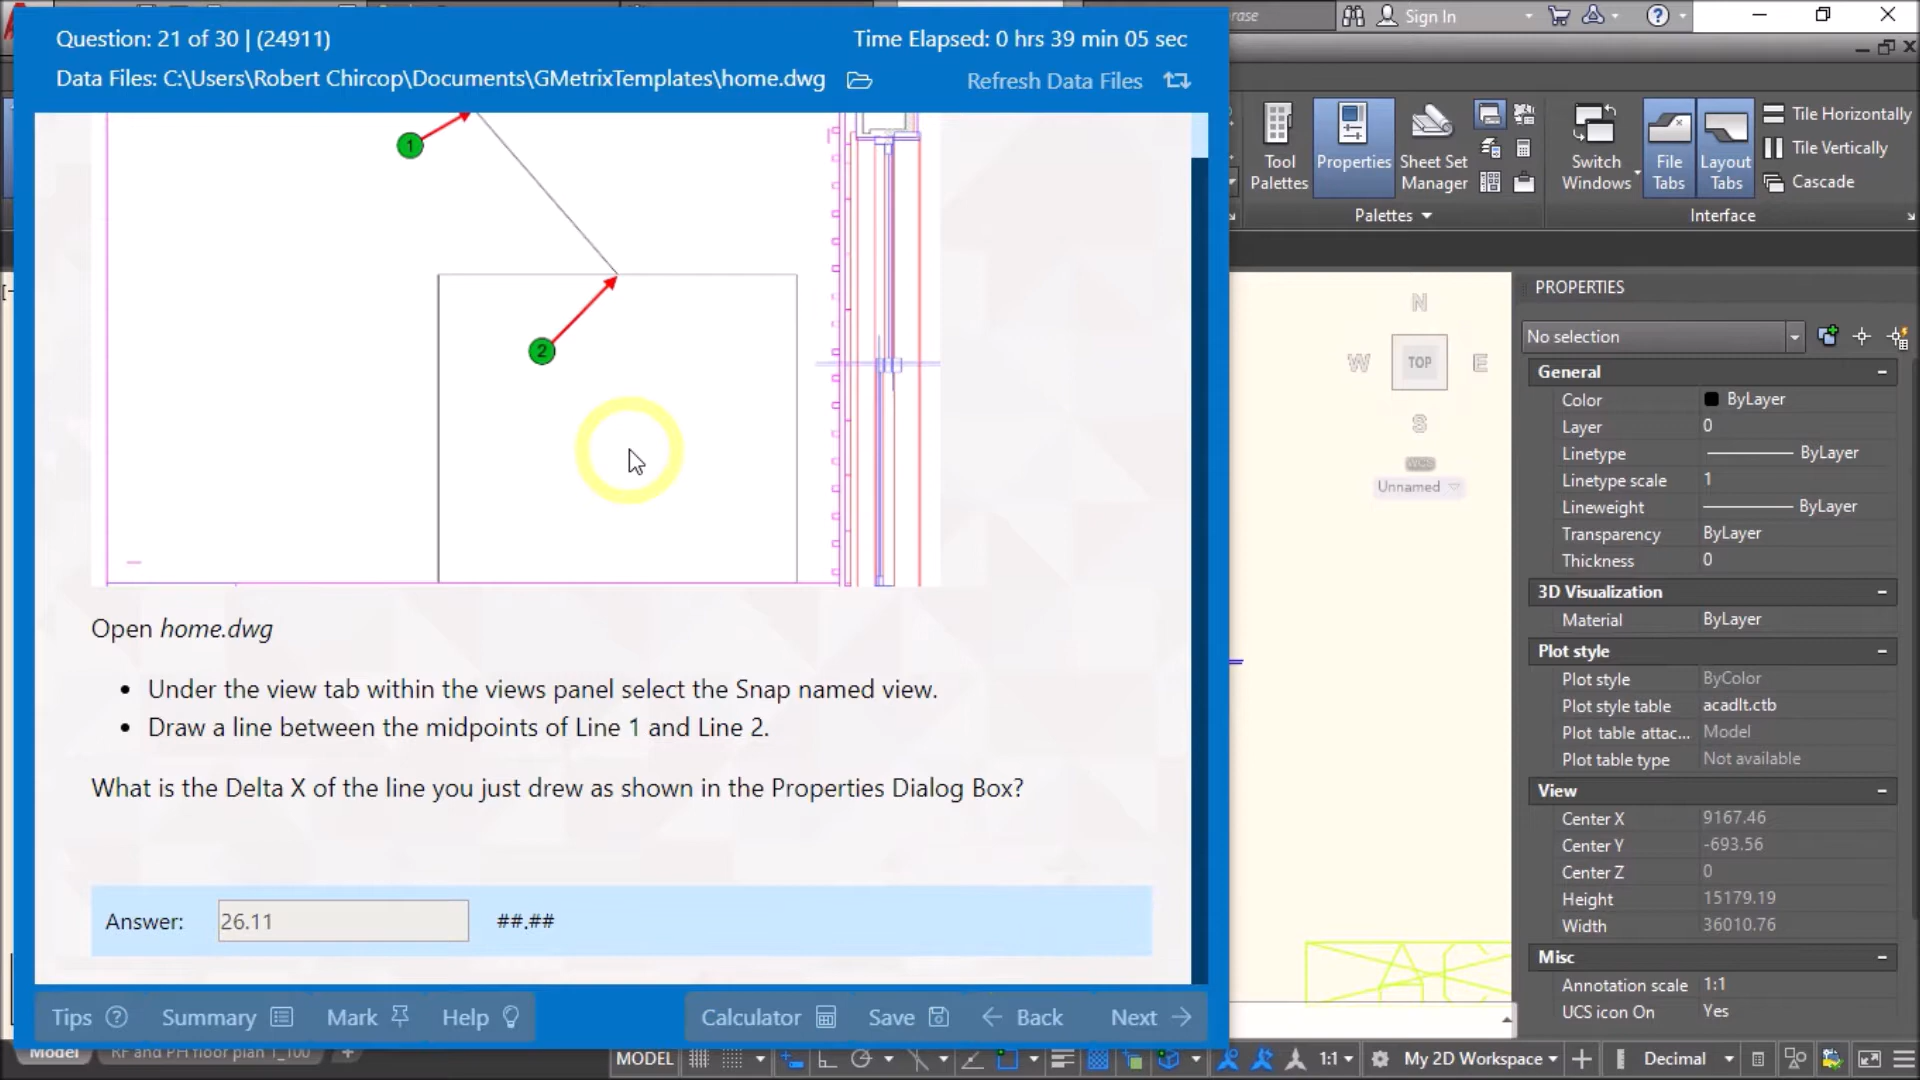 rase
Sign In
Question: 21 of 30 | (24911)
Time Elapsed: 0 hrs 39 min 05 sec
Data Files: C:\Users\Robert Chircop\Documents\GMetrixTemplates\home.dwg
Refresh Data Files
1
2
Tool Palettes
Properties
Sheet Set Manager
Switch Windows
File Tabs
Layout Tabs
Tile Horizontally
Tile Vertically
Cascade
Palettes
Interface
Open home.dwg
• Under the view tab within the views panel select the Snap named view.
• Draw a line between the midpoints of Line 1 and Line 2.
What is the Delta X of the line you just drew as shown in the Properties Dialog Box?
Answer: 26.11 ##.##
Tips
Summary
Mark
Help
Calculator
Save
Back
Next
N
W
TOP
E
S
WCS
Unnamed
PROPERTIES
No selection
General
Color ByLayer
Layer 0
Linetype ByLayer
Linetype scale 1
Lineweight ByLayer
Transparency ByLayer
Thickness 0
3D Visualization
Material ByLayer
Plot style
Plot style ByColor
Plot style table acadlt.ctb
Plot table attac... Model
Plot table type Not available
View
Center X 9167.46
Center Y -693.56
Center Z 0
Height 15179.19
Width 36010.76
Misc
Annotation scale 1:1
UCS icon On Yes
Model
RF and PH floor plan 1_100
+
MODEL
1:1
My 2D Workspace
Decimal